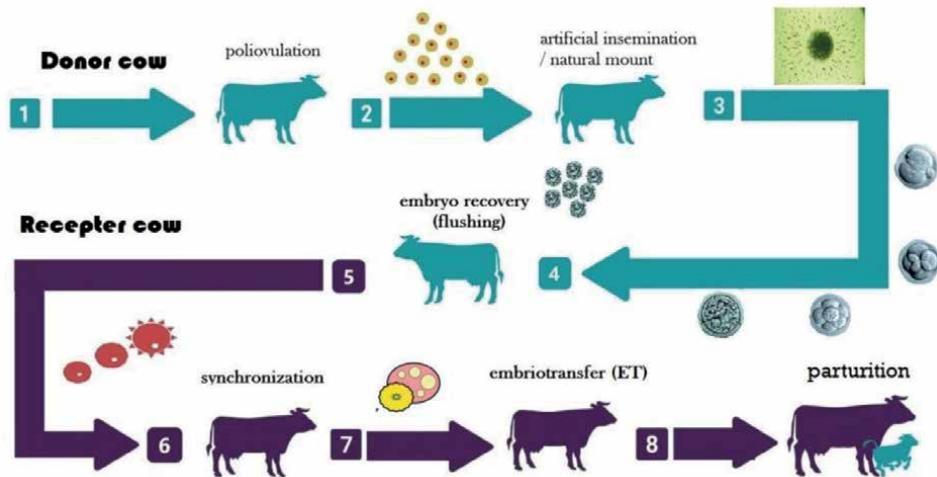 Donor cow
poliovulation
artificial insemination
/ natural mount
1
2
3
embryo recovery
(flushing)
Recepter cow
5
4
synchronization
embriotransfer (ET)
parturition
6
7
8